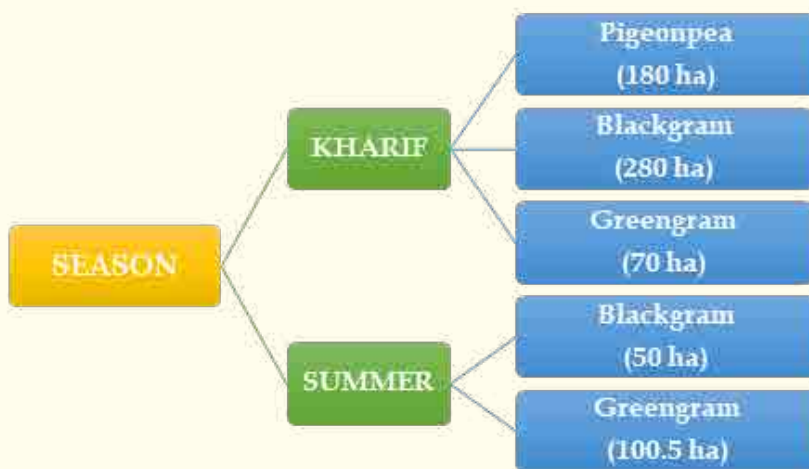 SEASON
KHARIF
Pigeonpea
(180 ha)
Blackgram
(280 ha)
Greengram
(70 ha)
SUMMER
Blackgram
(50 ha)
Greengram
(100.5 ha)